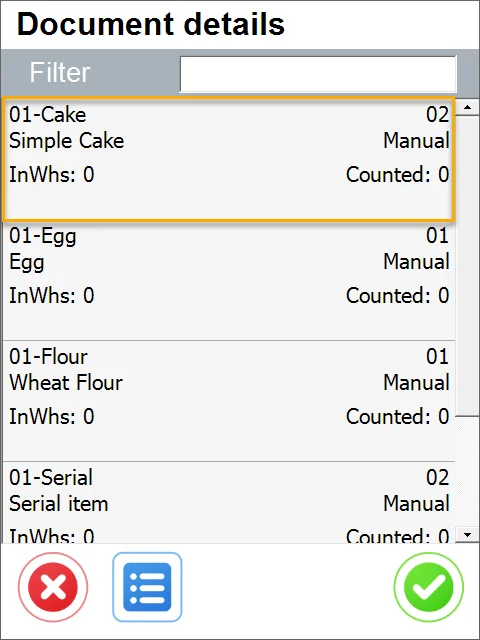 Document details
Filter
01-Cake 02
Simple Cake Manual
InWhs: 0 Counted: 0
01-Egg 01
Egg Manual
InWhs: 0 Counted: 0
01-Flour 01
Wheat Flour Manual
InWhs: 0 Counted: 0
01-Serial 02
Serial item Manual
InWhs: 0 Counted: 0